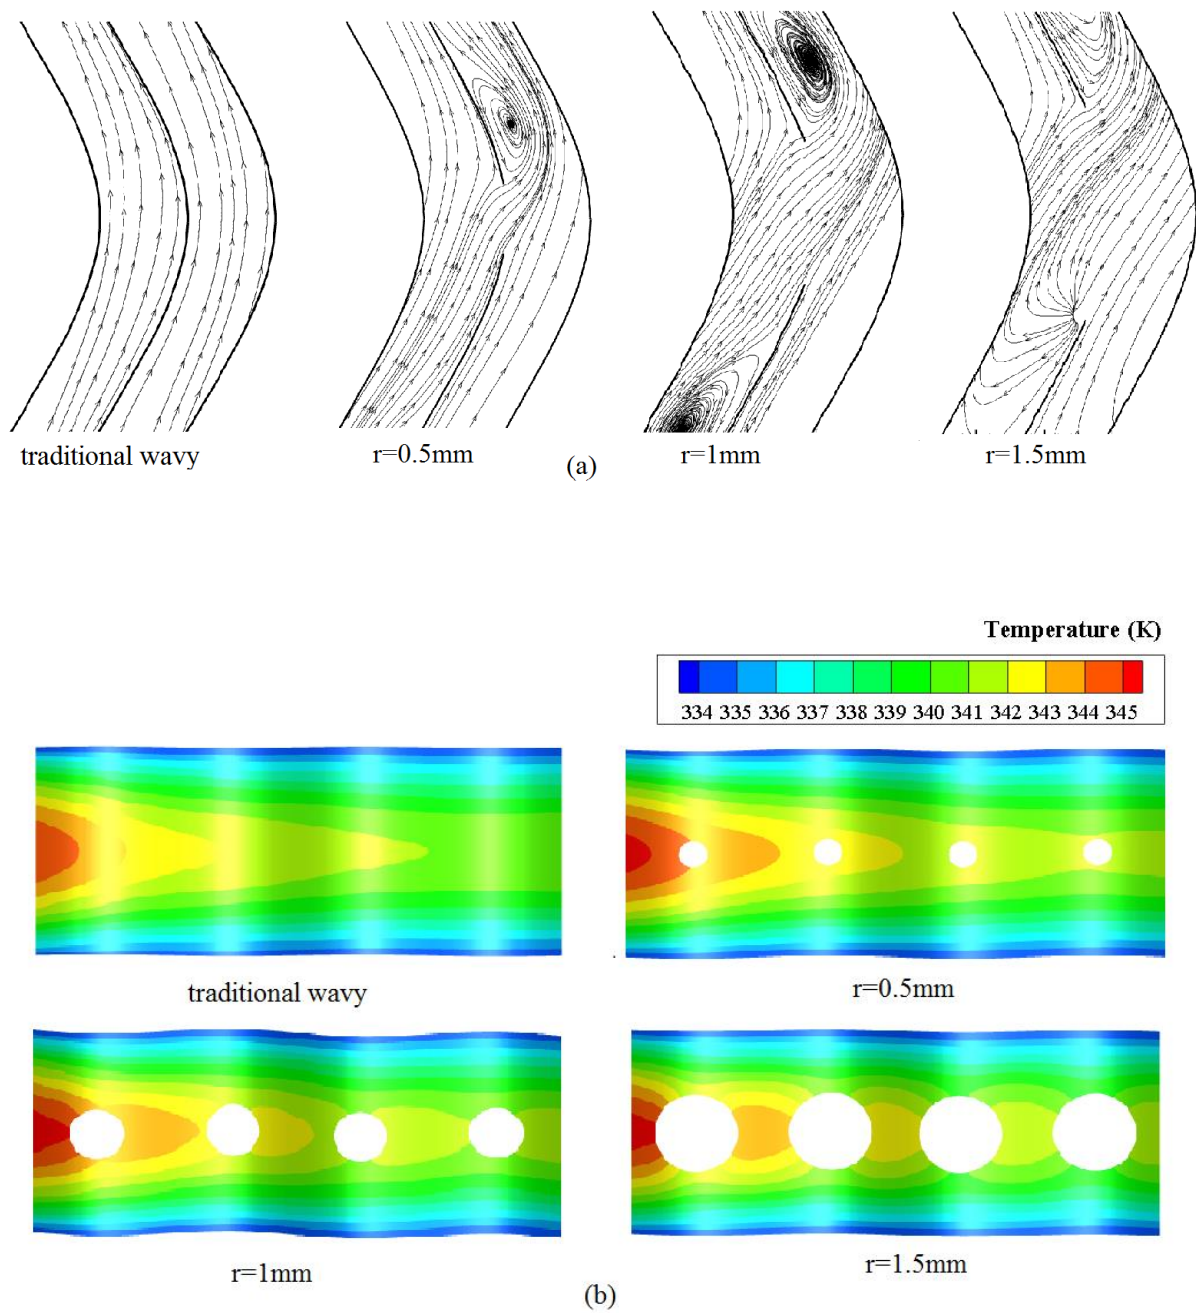 traditional wavy
r=0.5mm
r=1mm
r=1.5mm
(a)
Temperature (K)
334 335 336 337 338 339 340 341 342 343 344 345
traditional wavy
r=0.5mm
r=1mm
r=1.5mm
(b)